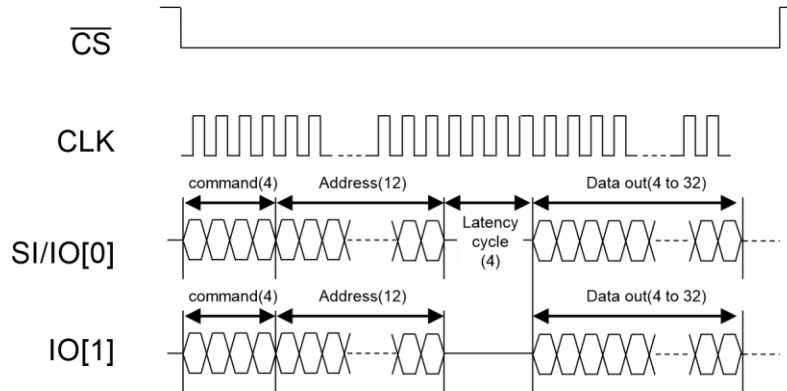 CS
CLK
command(4) Address(12) Data out(4 to 32)
Latency
cycle
(4)
SI/IO[0]
command(4) Address(12) Data out(4 to 32)
IO[1]